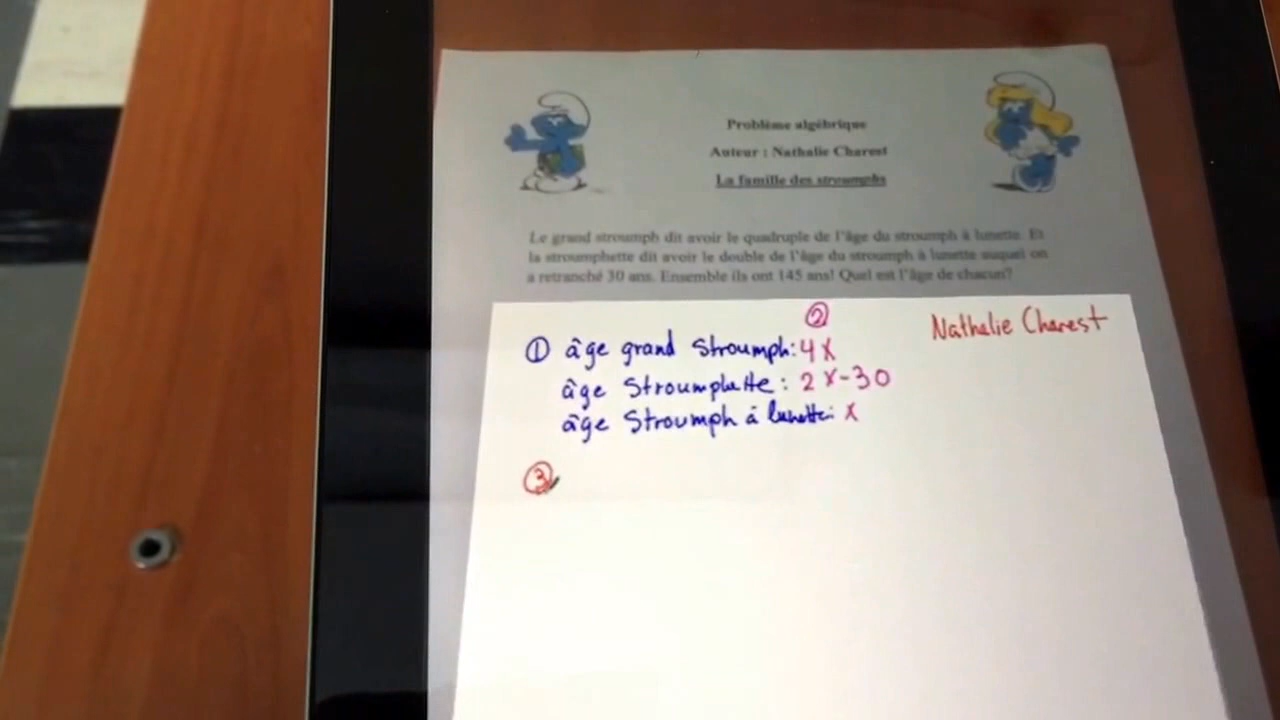 Problème algébrique
Auteur : Nathalie Charest
La famille des stroumphs
Le grand stroumph dit avoir le quadruple de l'âge du stroumph à lunette. Et
la stroumphette dit avoir le double de l'âge du stroumph à lunette auquel on
a retranché 30 ans. Ensemble ils ont 145 ans! Quel est l'âge de chacun?
②
Nathalie Charest
① âge grand Stroumph: 4x
âge Stroumphette : 2x-30
âge Stroumph à lunette: x
③